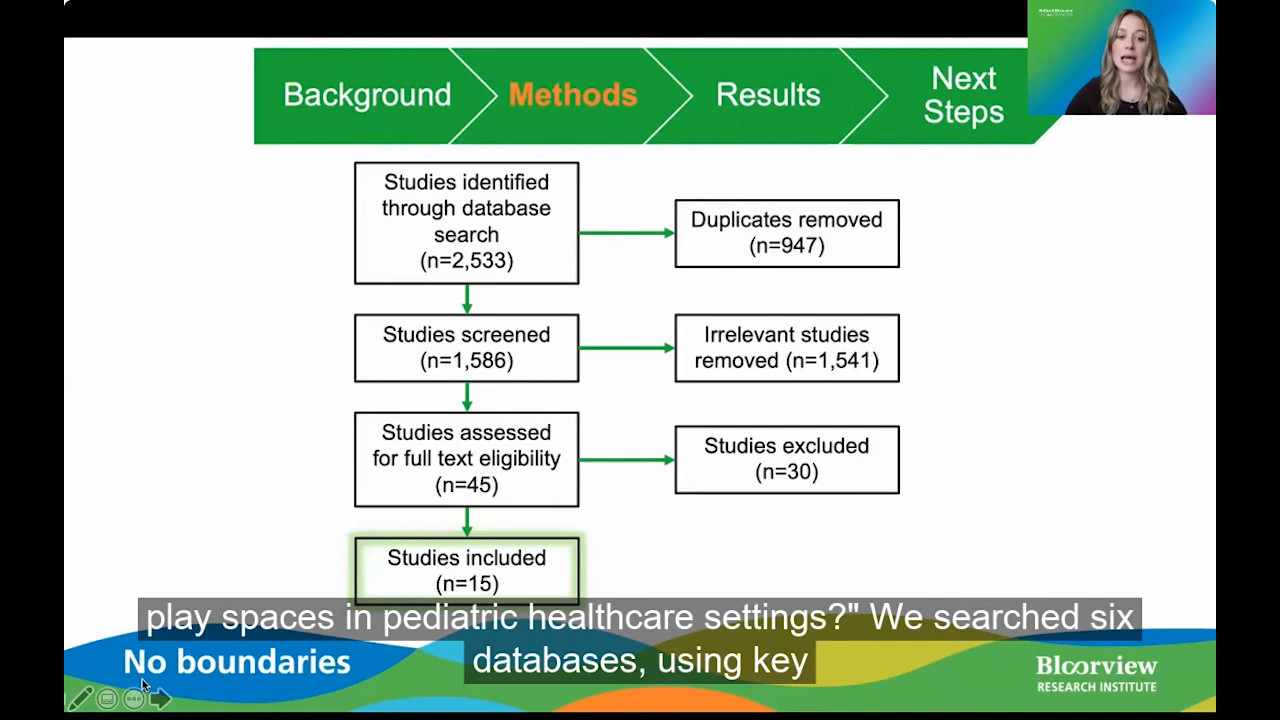 Background
Methods
Results
Next
Steps
Studies identified
through database
search
(n=2,533)
Duplicates removed
(n=947)
Studies screened
(n=1,586)
Irrelevant studies
removed (n=1,541)
Studies assessed
for full text eligibility
(n=45)
Studies excluded
(n=30)
Studies included
(n=15)
play spaces in pediatric healthcare settings?" We searched six
databases, using key
No boundaries
Bloorview
RESEARCH INSTITUTE